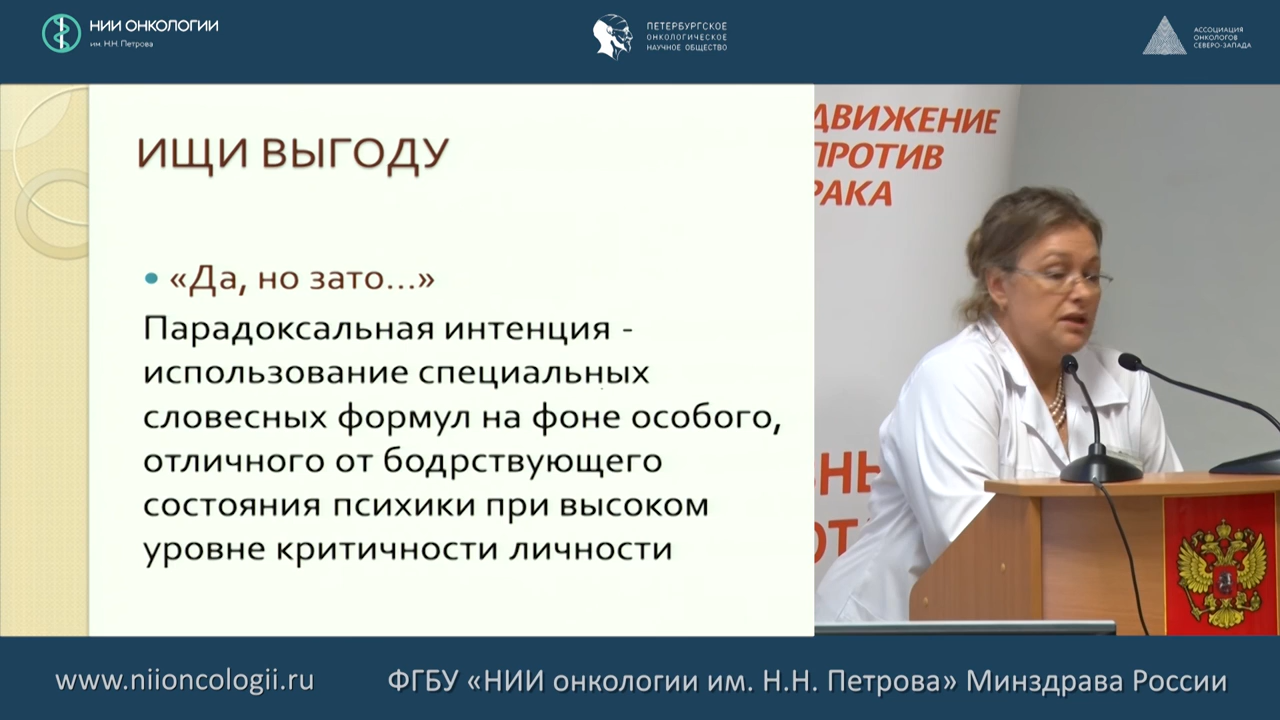 НИИ ОНКОЛОГИИ
им. Н.Н. Петрова
ПЕТЕРБУРГСКОЕ
ОНКОЛОГИЧЕСКОЕ
НАУЧНОЕ ОБЩЕСТВО
АССОЦИАЦИЯ
ОНКОЛОГОВ
СЕВЕРО-ЗАПАДА
ИЩИ ВЫГОДУ
• «Да, но зато...»
Парадоксальная интенция -
использование специальных
словесных формул на фоне особого,
отличного от бодрствующего
состояния психики при высоком
уровне критичности личности
ДВИЖЕНИЕ
ПРОТИВ
РАКА
www.niioncologii.ru
ФГБУ «НИИ онкологии им. Н.Н. Петрова» Минздрава России